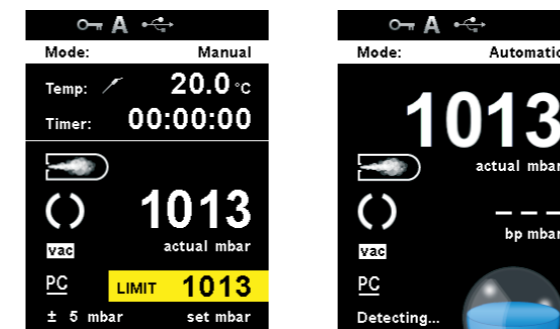 A
Mode: Manual
Temp: 20.0 °C
Timer: 00:00:00
1013
actual mbar
vac
PC
LIMIT 1013
± 5 mbar set mbar
A
Mode: Automatic
1013
actual mbar
---
bp mbar
vac
PC
Detecting...